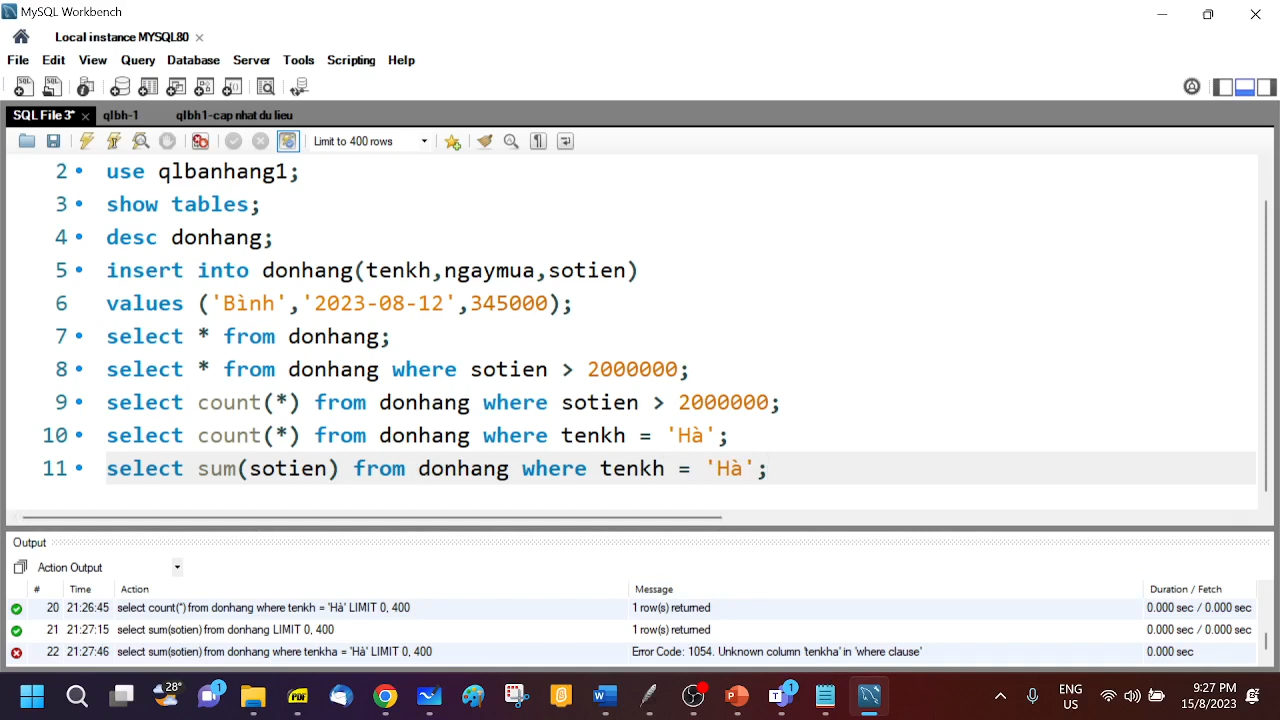 MySQL Workbench
Local instance MYSQL80
File Edit View Query Database Server Tools Scripting Help
SQL File 3* qlbh-1 qlbh1-cap nhat du lieu
Limit to 400 rows
2 use qlbanhang1;
3 show tables;
4 desc donhang;
5 insert into donhang(tenkh,ngaymua,sotien)
6 values ('Bình','2023-08-12',345000);
7 select * from donhang;
8 select * from donhang where sotien > 2000000;
9 select count(*) from donhang where sotien > 2000000;
10 select count(*) from donhang where tenkh = 'Hà';
11 select sum(sotien) from donhang where tenkh = 'Hà';
Output
Action Output
# Time Action Message Duration / Fetch
20 21:26:45 select count(*) from donhang where tenkh = 'Hà' LIMIT 0, 400 1 row(s) returned 0.000 sec / 0.000 sec
21 21:27:15 select sum(sotien) from donhang LIMIT 0, 400 1 row(s) returned 0.000 sec / 0.000 sec
22 21:27:46 select sum(sotien) from donhang where tenkha = 'Hà' LIMIT 0, 400 Error Code: 1054. Unknown column 'tenkha' in 'where clause' 0.000 sec
28° 1 PDF 1 ENG 9:27 PM
US 15/8/2023